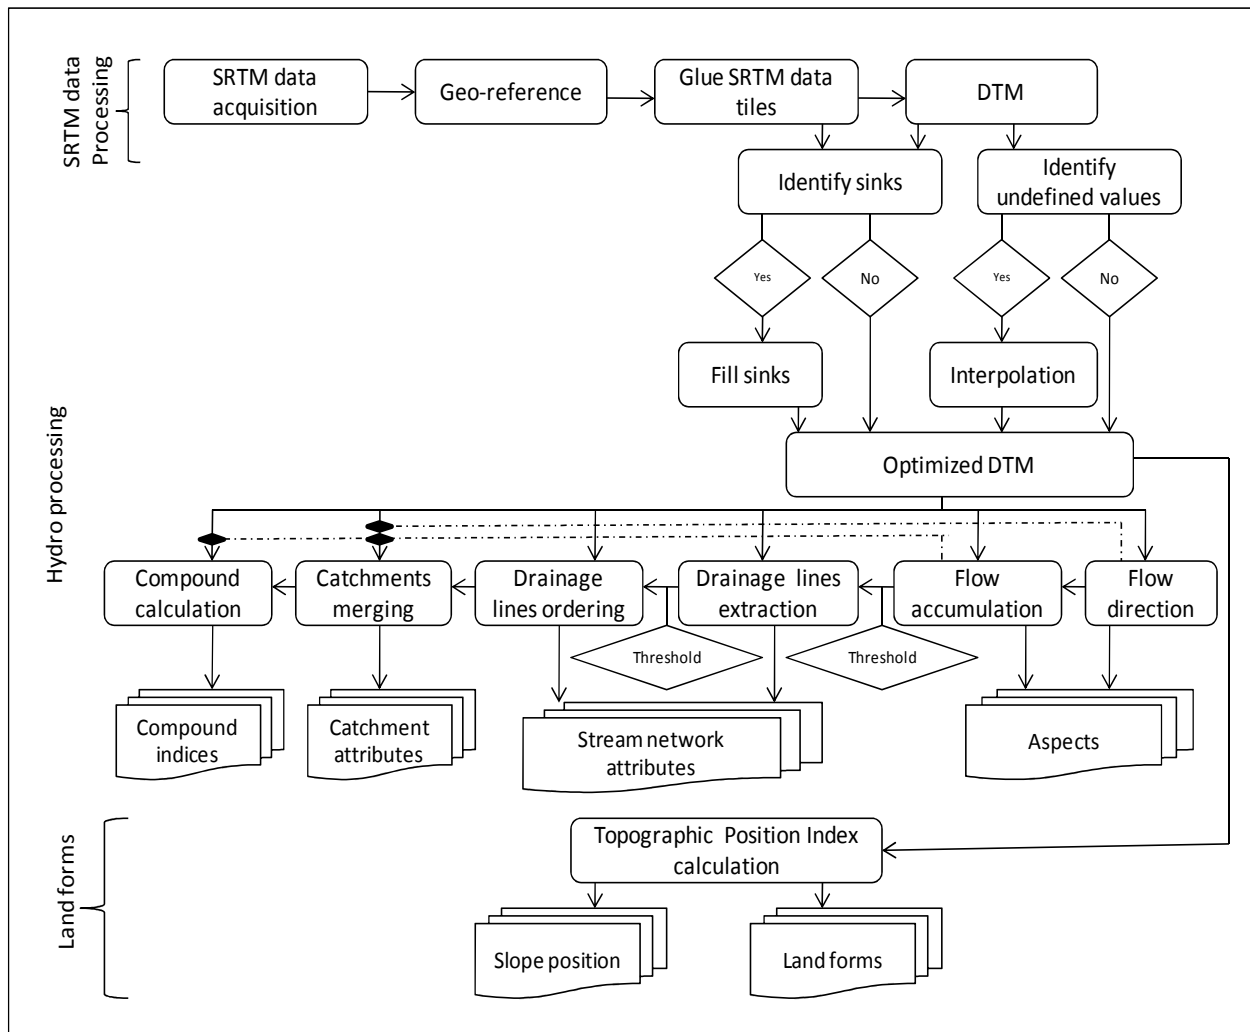 SRTM data
Processing
SRTM data
acquisition
Geo-reference
Glue SRTM data
tiles
DTM
Identify sinks
Identify
undefined values
Yes
No
Yes
No
Fill sinks
Interpolation
Hydro processing
Optimized DTM
Compound
calculation
Catchments
merging
Drainage
lines ordering
Drainage lines
extraction
Flow
accumulation
Flow
direction
Threshold
Threshold
Compound
indices
Catchment
attributes
Stream network
attributes
Aspects
Land forms
Topographic Position Index
calculation
Slope position
Land forms